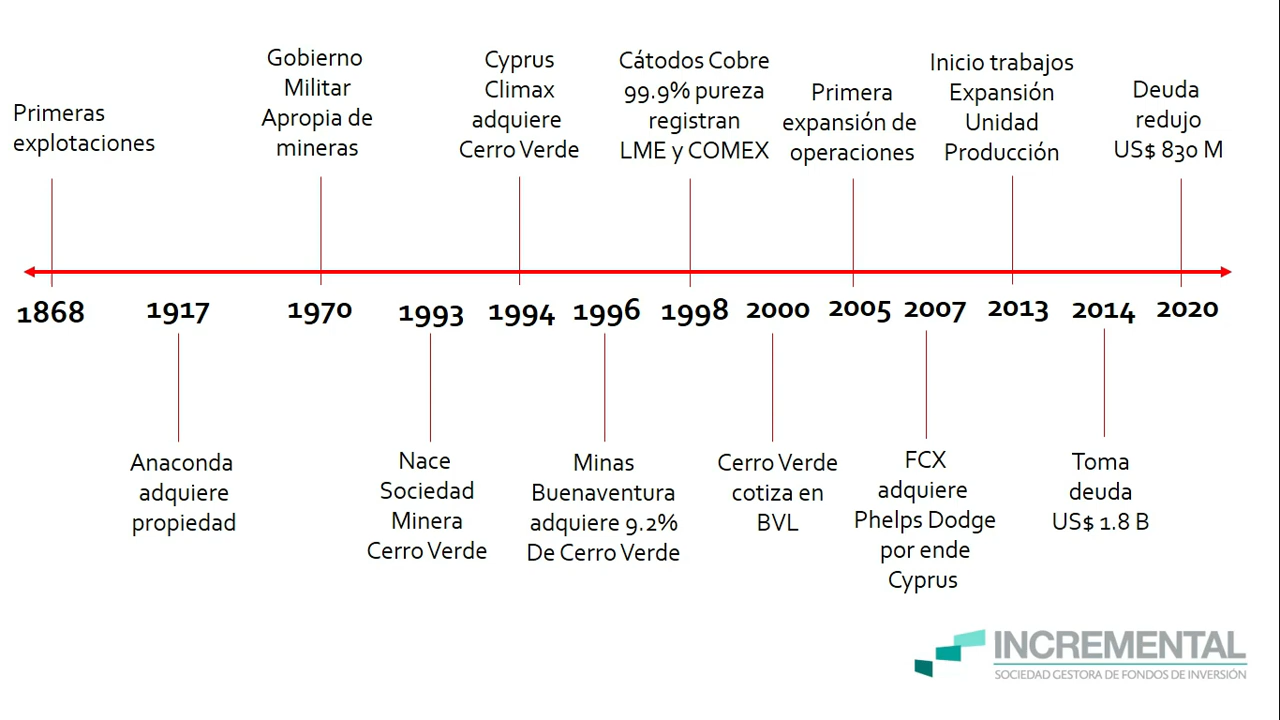 Primeras
explotaciones
Gobierno
Militar
Apropia de
mineras
Cyprus
Climax
adquiere
Cerro Verde
Cátodos Cobre
99.9% pureza
registran
LME y COMEX
Primera
expansión de
operaciones
Inicio trabajos
Expansión
Unidad
Producción
Deuda
redujo
US$ 830 M
1868 1917 1970 1993 1994 1996 1998 2000 2005 2007 2013 2014 2020
Anaconda
adquiere
propiedad
Nace
Sociedad
Minera
Cerro Verde
Minas
Buenaventura
adquiere 9.2%
De Cerro Verde
Cerro Verde
cotiza en
BVL
FCX
adquiere
Phelps Dodge
por ende
Cyprus
Toma
deuda
US$ 1.8 B
INCREMENTAL
SOCIEDAD GESTORA DE FONDOS DE INVERSIÓN